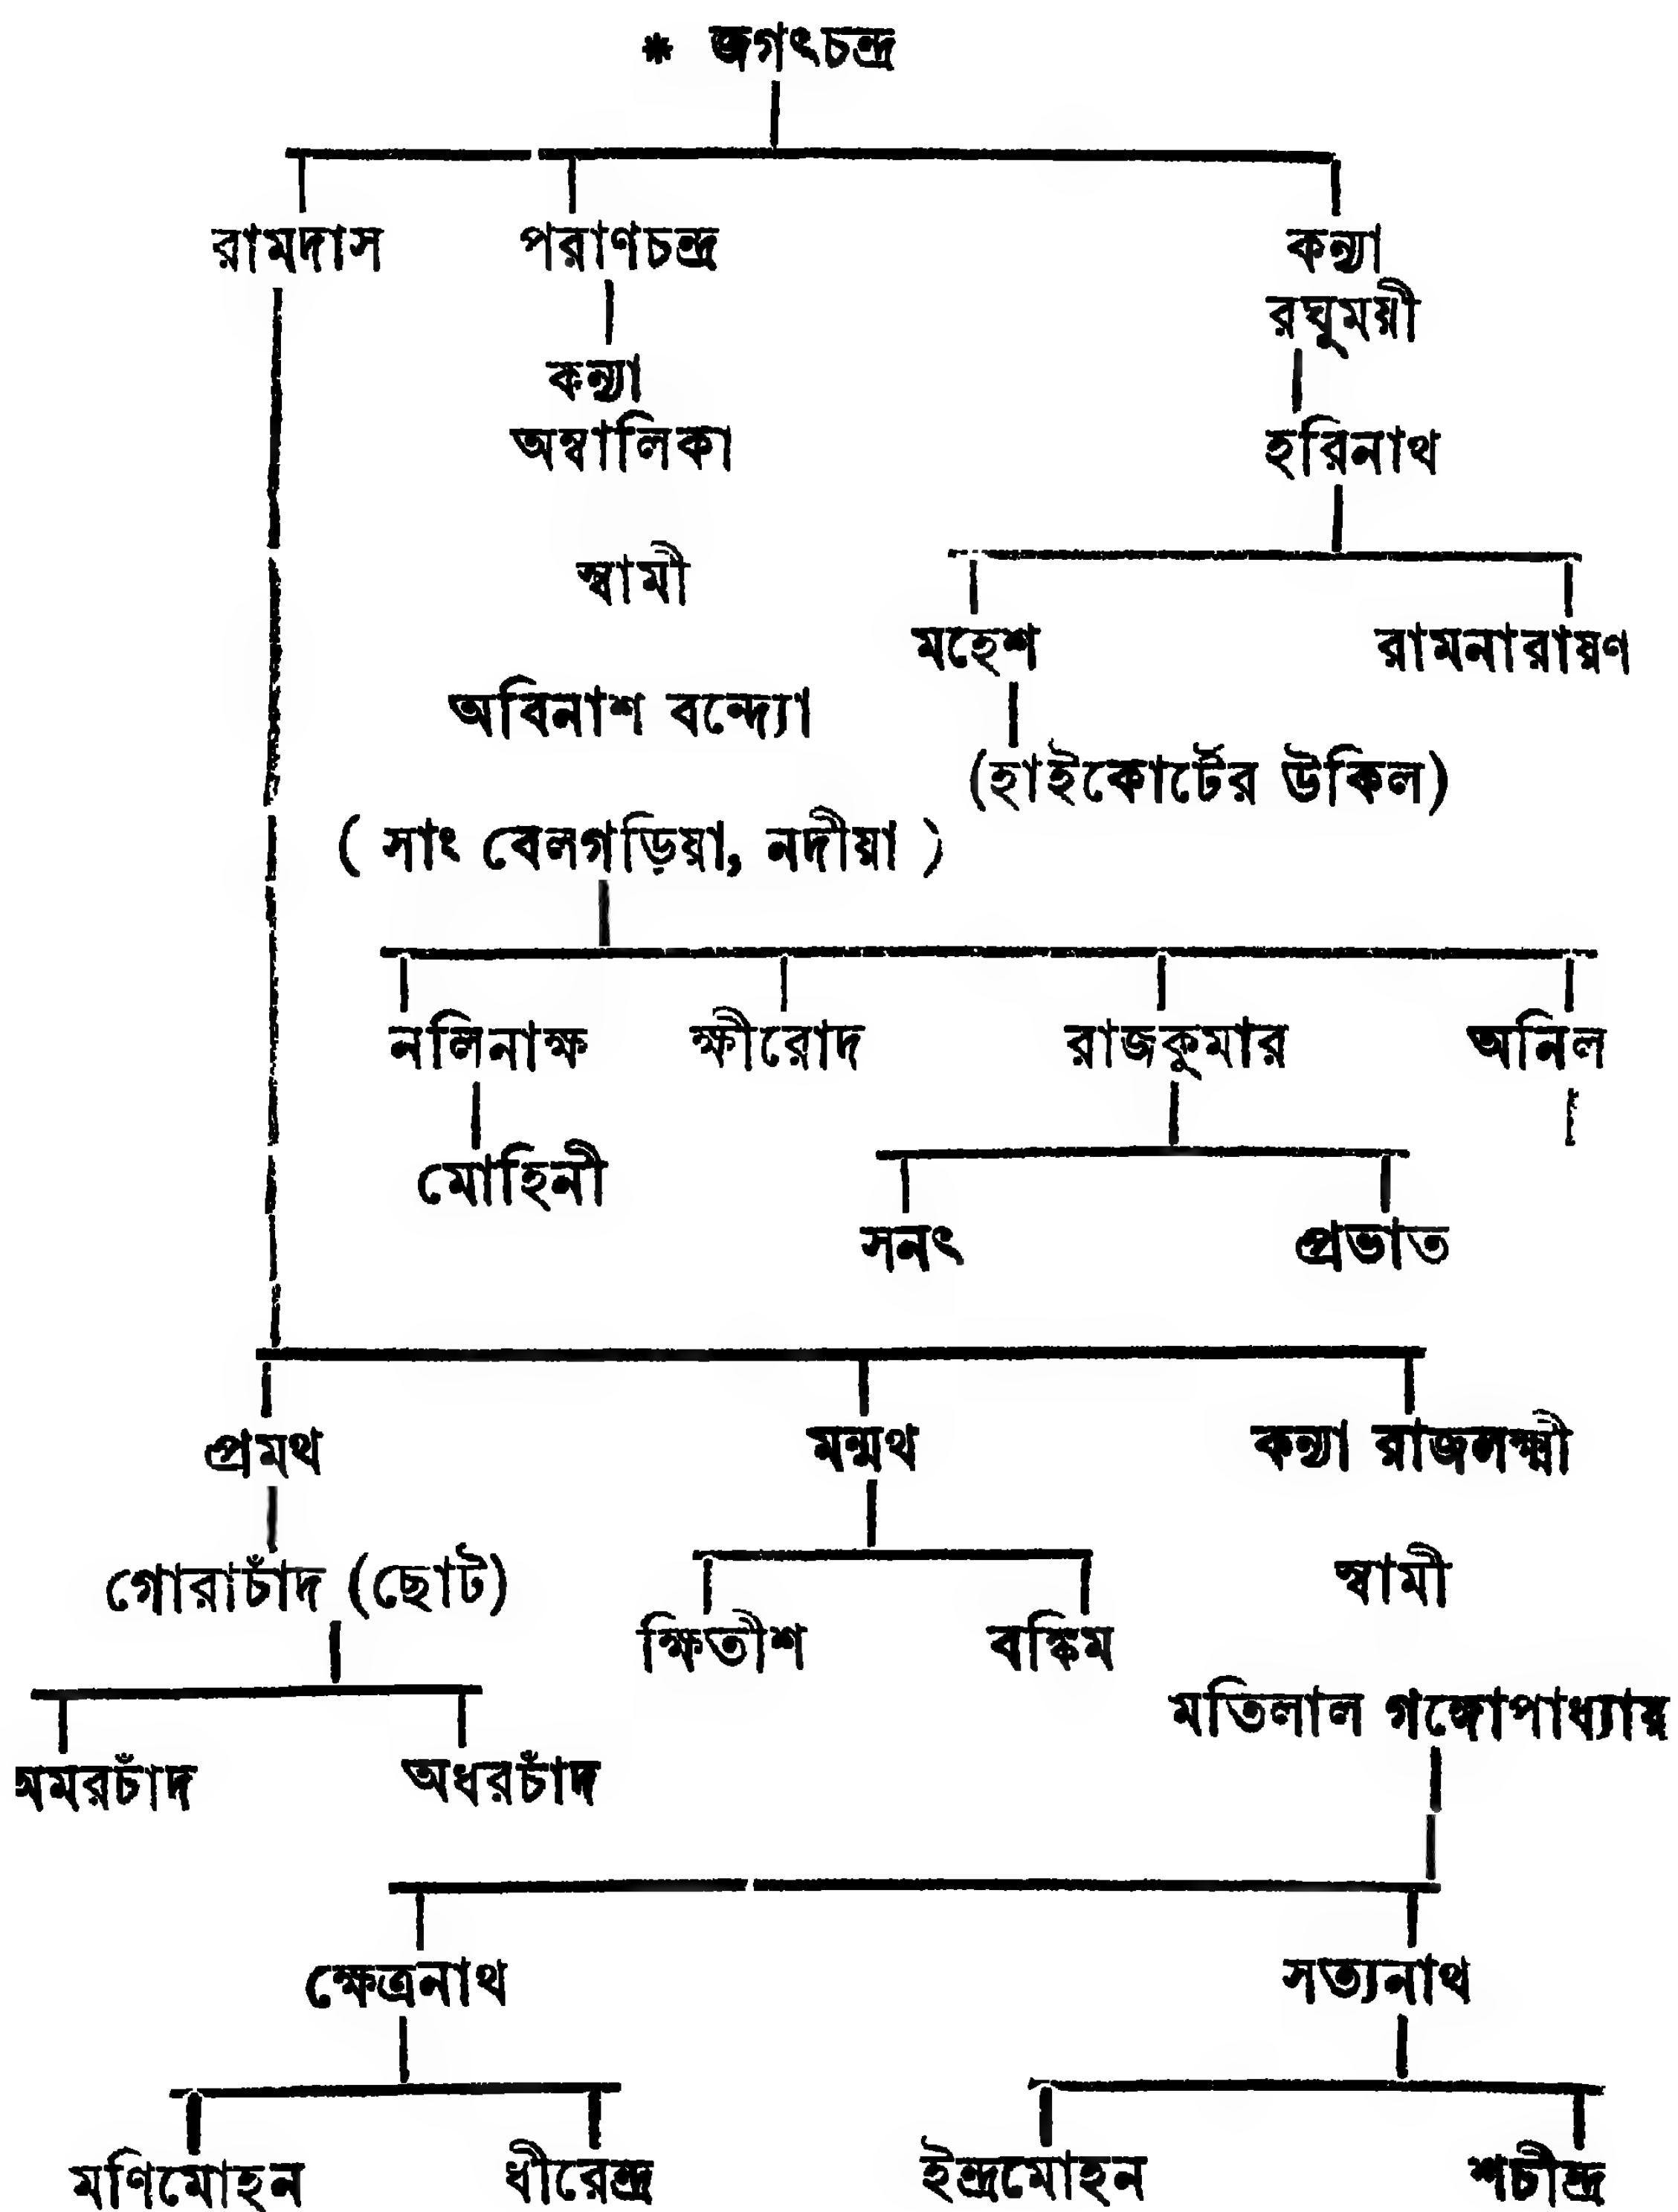 * জগৎচন্দ্র
রামদাস পরাণচন্দ্র কন্যা
রঘুময়ী
কন্যা
অম্বালিকা হরিনাথ
স্বামী
মহেশ রামনারায়ণ
অবিনাশ বন্দ্যো
(হাইকোর্টের উকিল)
( সাং বেলগড়িয়া, নদীয়া )
নলিনাক্ষ ক্ষীরোদ রাজকুমার অনিল
মোহিনী
সনৎ প্রভাত
প্রমথ মন্মথ কন্যা রাজলক্ষ্মী
গোরাচাঁদ (ছোট) স্বামী
ক্ষিতীশ বঙ্কিম
মতিলাল গঙ্গোপাধ্যায়
অমরচাঁদ অধরচাঁদ
ক্ষেত্রনাথ সত্যনাথ
মণিমোহন ধীরেন্দ্র ইন্দ্রমোহন শচীন্দ্র